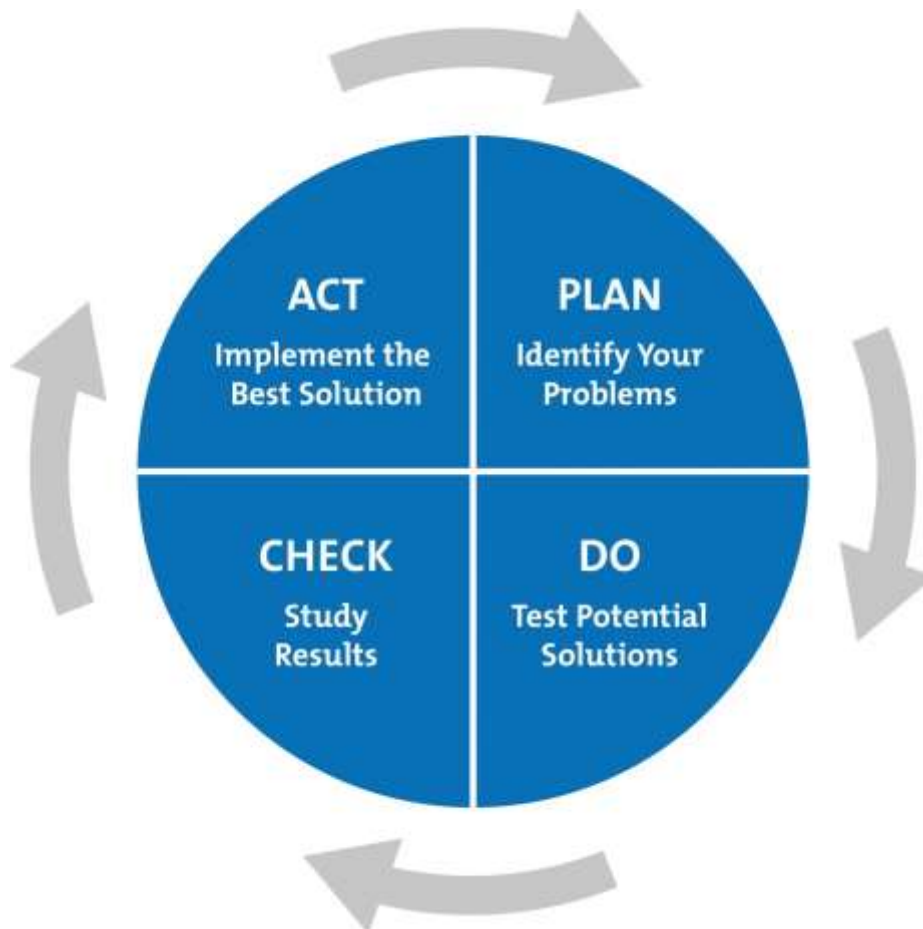 ACT
Implement the
Best Solution
PLAN
Identify Your
Problems
CHECK
Study
Results
DO
Test Potential
Solutions